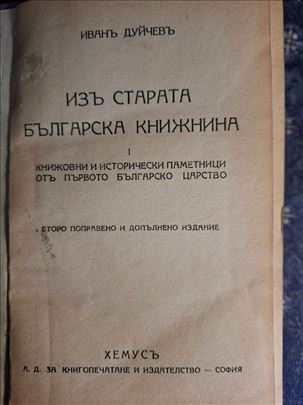 ИВАНЪ ДУЙЧЕВЪ
ИЗЪ СТАРАТА
БЪЛГАРСКА КНИЖНИНА
I
КНИЖОВНИ И ИСТОРИЧЕСКИ ПАМЕТНИЦИ
ОТЪ ПЪРВОТО БЪЛГАРСКО ЦАРСТВО
ВТОРО ПОПРАВЕНО И ДОПЪЛНЕНО ИЗДАНИЕ
ХЕМУСЪ
А. Д. ЗА КНИГОПЕЧАТАНЕ И ИЗДАТЕЛСТВО — СОФИЯ